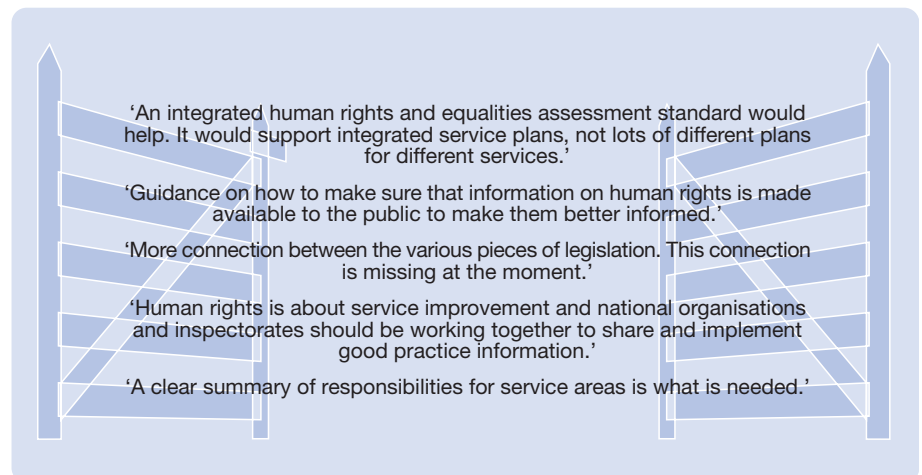 ‘An integrated human rights and equalities assessment standard would
help. It would support integrated service plans, not lots of different plans
for different services.’
‘Guidance on how to make sure that information on human rights is made
available to the public to make them better informed.’
‘More connection between the various pieces of legislation. This connection
is missing at the moment.’
‘Human rights is about service improvement and national organisations
and inspectorates should be working together to share and implement
good practice information.’
‘A clear summary of responsibilities for service areas is what is needed.’